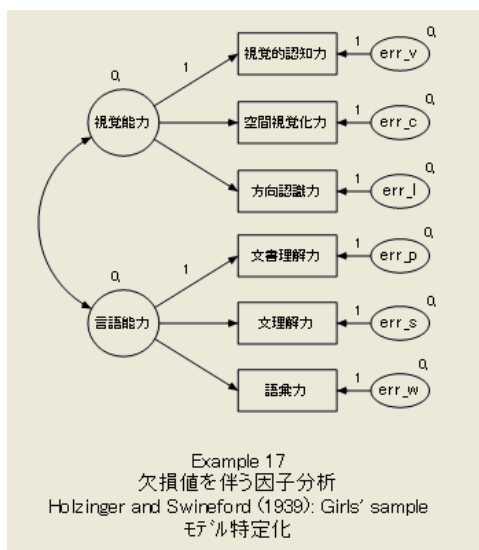 0,
1
視覚的認知力
1
0,
err_v
視覚能力
空間視覚化力
1
0,
err_c
方向認識力
1
0,
err_l
0,
1
文書理解力
1
0,
err_p
言語能力
文理解力
1
0,
err_s
語彙力
1
0,
err_w
Example 17
欠損値を伴う因子分析
Holzinger and Swineford (1939): Girls' sample
モデル特定化